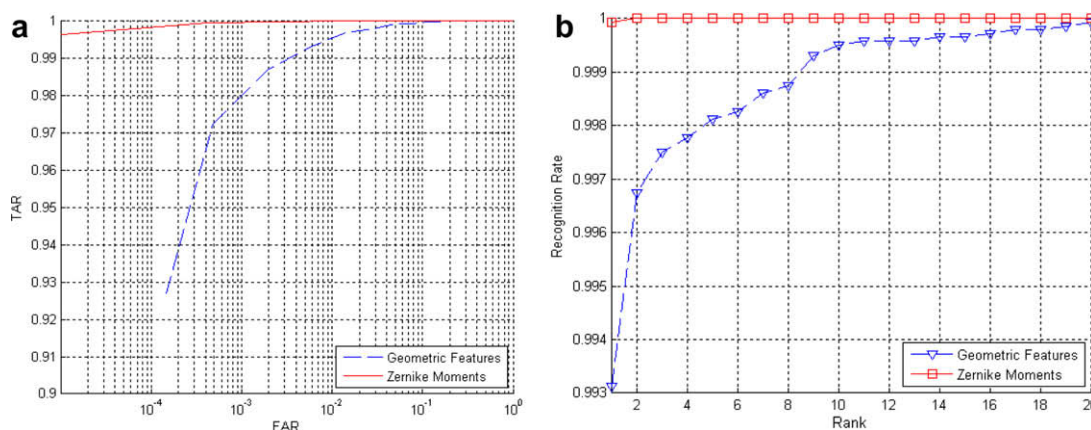 a
1
0.99
0.98
0.97
0.96
0.95
0.94
0.93
0.92
0.91
0.9
TAR
10-4
10-3
10-2
10-1
100
FAR
Geometric Features
Zernike Moments
b
1
0.999
0.998
0.997
0.996
0.995
0.994
0.993
Recognition Rate
2 4 6 8 10 12 14 16 18 20
Rank
Geometric Features
Zernike Moments